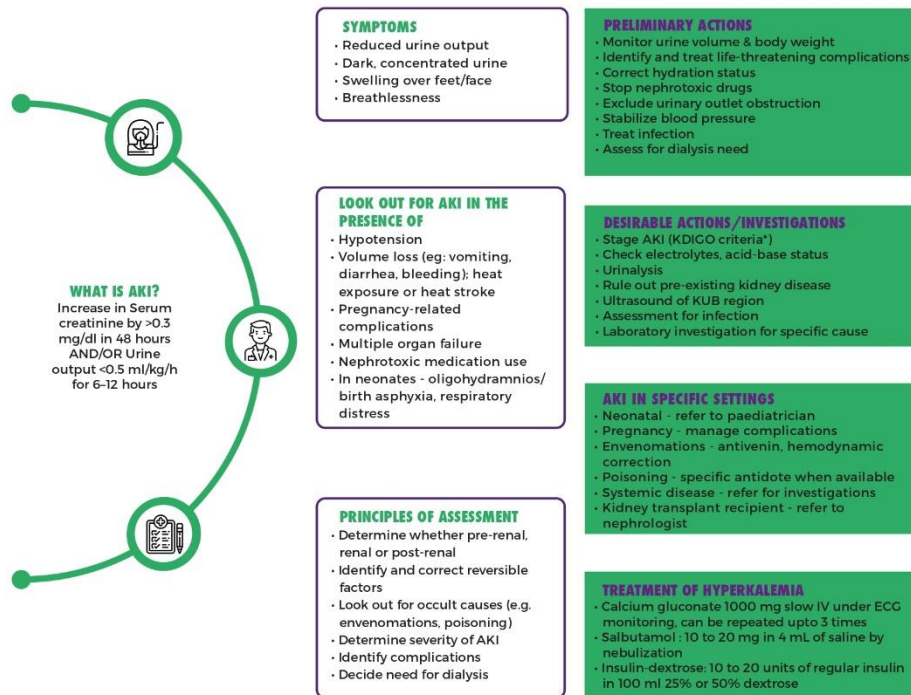 WHAT IS AKI?
Increase in Serum
creatinine by >0.3
mg/dl in 48 hours
AND/OR Urine
output <0.5 ml/kg/h
for 6–12 hours
SYMPTOMS
• Reduced urine output
• Dark, concentrated urine
• Swelling over feet/face
• Breathlessness
LOOK OUT FOR AKI IN THE
PRESENCE OF
• Hypotension
• Volume loss (eg: vomiting,
diarrhea, bleeding); heat
exposure or heat stroke
• Pregnancy-related
complications
• Multiple organ failure
• Nephrotoxic medication use
• In neonates - oligohydramnios/
birth asphyxia, respiratory
distress
PRINCIPLES OF ASSESSMENT
• Determine whether pre-renal,
renal or post-renal
• Identify and correct reversible
factors
• Look out for occult causes (e.g.
envenomations, poisoning)
• Determine severity of AKI
• Identify complications
• Decide need for dialysis
PRELIMINARY ACTIONS
• Monitor urine volume & body weight
• Identify and treat life-threatening complications
• Correct hydration status
• Stop nephrotoxic drugs
• Exclude urinary outlet obstruction
• Stabilize blood pressure
• Treat infection
• Assess for dialysis need
DESIRABLE ACTIONS/INVESTIGATIONS
• Stage AKI (KDIGO criteria*)
• Check electrolytes, acid-base status
• Urinalysis
• Rule out pre-existing kidney disease
• Ultrasound of KUB region
• Assessment for infection
• Laboratory investigation for specific cause
AKI IN SPECIFIC SETTINGS
• Neonatal - refer to paediatrician
• Pregnancy - manage complications
• Envenomations - antivenin, hemodynamic
correction
• Poisoning - specific antidote when available
• Systemic disease - refer for investigations
• Kidney transplant recipient - refer to
nephrologist
TREATMENT OF HYPERKALEMIA
• Calcium gluconate 1000 mg slow IV under ECG
monitoring, can be repeated upto 3 times
• Salbutamol : 10 to 20 mg in 4 mL of saline by
nebulization
• Insulin-dextrose: 10 to 20 units of regular insulin
in 100 ml 25% or 50% dextrose